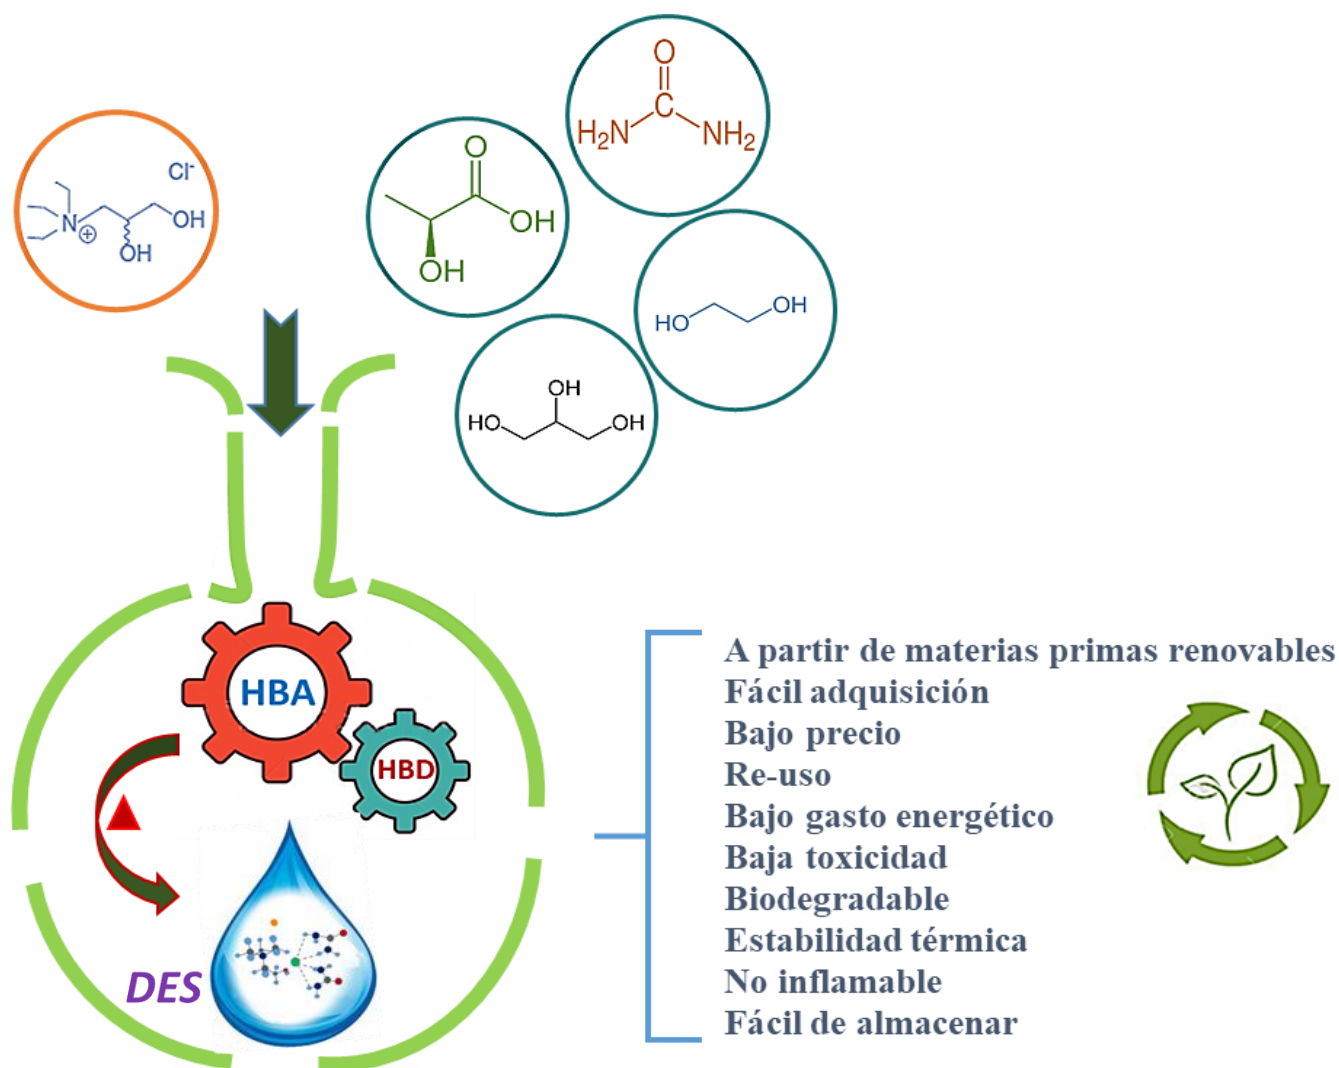 O
C
H₂N
NH₂
Cl⁻
N
⊕
OH
OH
O
OH
OH
HO
OH
OH
HO
OH
HBA
HBD
DES
A partir de materias primas renovables
Fácil adquisición
Bajo precio
Re-uso
Bajo gasto energético
Baja toxicidad
Biodegradable
Estabilidad térmica
No inflamable
Fácil de almacenar